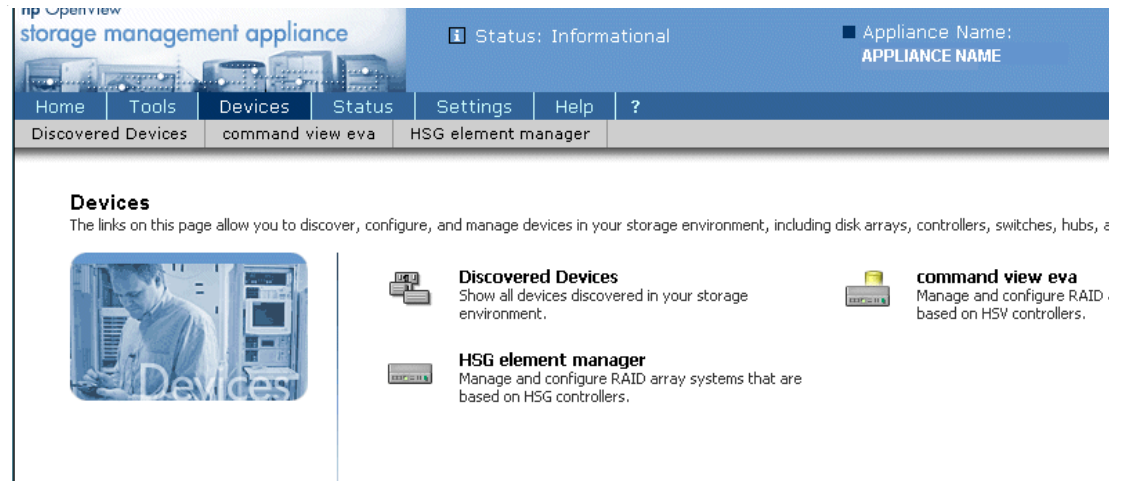 hp OpenView
storage management appliance
Status: Informational
Appliance Name:
APPLIANCE NAME
Home Tools Devices Status Settings Help ?
Discovered Devices command view eva HSG element manager
Devices
The links on this page allow you to discover, configure, and manage devices in your storage environment, including disk arrays, controllers, switches, hubs,
Devices
Discovered Devices
Show all devices discovered in your storage
environment.
command view eva
Manage and configure RAID
based on HSV controllers.
HSG element manager
Manage and configure RAID array systems that are
based on HSG controllers.